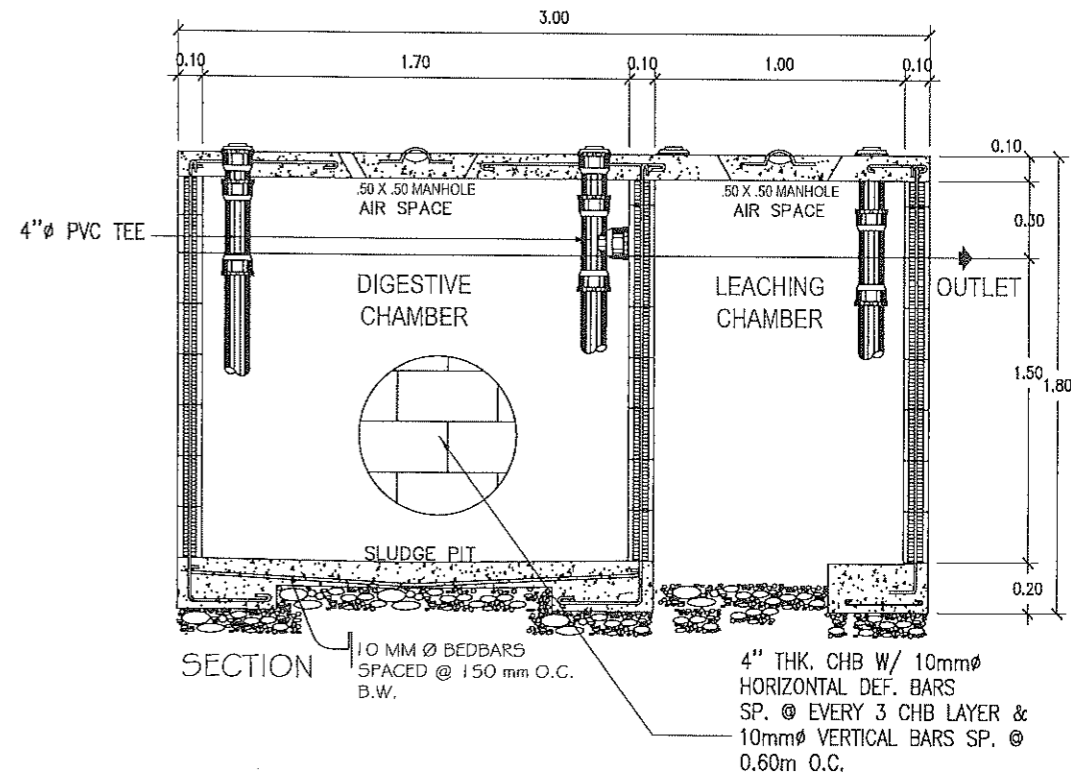 3.00
0.10
1.70
0.10
1.00
0.10
0.10
.50 X .50 MANHOLE
AIR SPACE
.50 X .50 MANHOLE
AIR SPACE
0.30
4"Ø PVC TEE
DIGESTIVE
CHAMBER
LEACHING
CHAMBER
OUTLET
1.50
1.80
SLUDGE PIT
0.20
SECTION
10 MM Ø BEDBARS
SPACED @ 150 mm O.C.
B.W.
4" THK. CHB W/ 10mmØ
HORIZONTAL DEF. BARS
SP. @ EVERY 3 CHB LAYER &
10mmØ VERTICAL BARS SP. @
0.60m O.C.